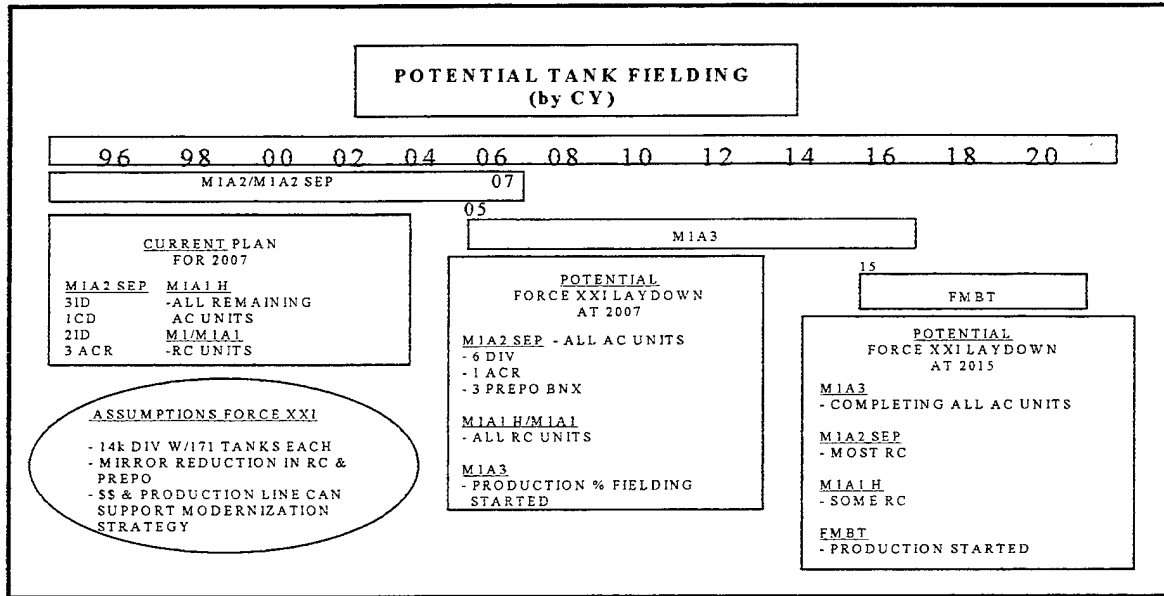 POTENTIAL TANK FIELDING
(by CY)
96 98 00 02 04 06 08 10 12 14 16 18 20
M1A2/M1A2 SEP 07
05
M1A3
15
FMBT
CURRENT PLAN
FOR 2007
M1A2 SEP M1A1 H
3ID -ALL REMAINING
1CD AC UNITS
2ID M1/M1A1
3 ACR -RC UNITS
ASSUMPTIONS FORCE XXI
- 14k DIV W/171 TANKS EACH
- MIRROR REDUCTION IN RC &
PREPO
- $$ & PRODUCTION LINE CAN
SUPPORT MODERNIZATION
STRATEGY
POTENTIAL
FORCE XXI LAYDOWN
AT 2007
M1A2 SEP - ALL AC UNITS
- 6 DIV
- 1 ACR
- 3 PREPO BNX
M1A1 H/M1A1
- ALL RC UNITS
M1A3
- PRODUCTION % FIELDING
STARTED
POTENTIAL
FORCE XXI LAYDOWN
AT 2015
M1A3
- COMPLETING ALL AC UNITS
M1A2 SEP
- MOST RC
M1A1 H
- SOME RC
FMBT
- PRODUCTION STARTED